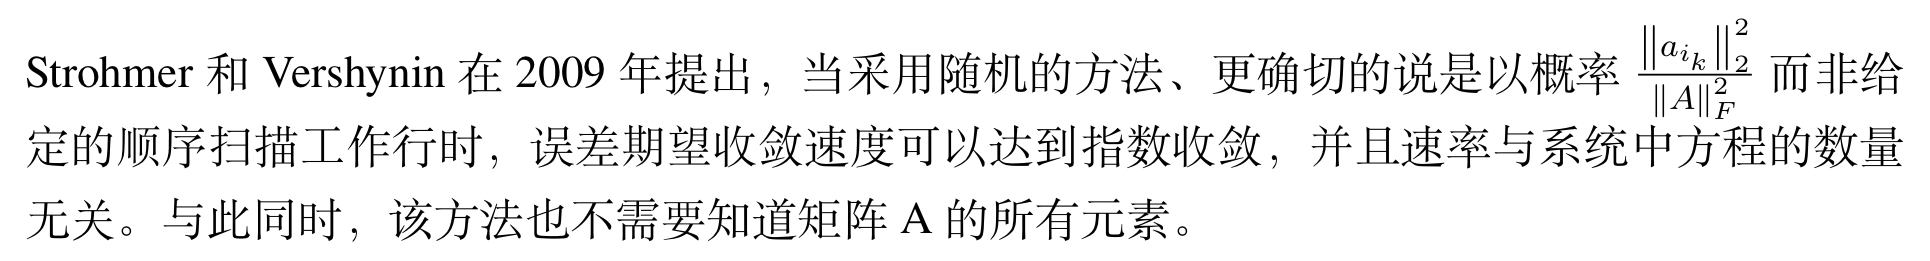 Strohmer 和 Vershynin 在 2009 年提出，当采用随机的方法、更确切的说是以概率 $\frac{\left\|a_{i_k}\right\|_2^2}{\|A\|_F^2}$ 而非给
定的顺序扫描工作行时，误差期望收敛速度可以达到指数收敛，并且速率与系统中方程的数量
无关。与此同时，该方法也不需要知道矩阵 A 的所有元素。